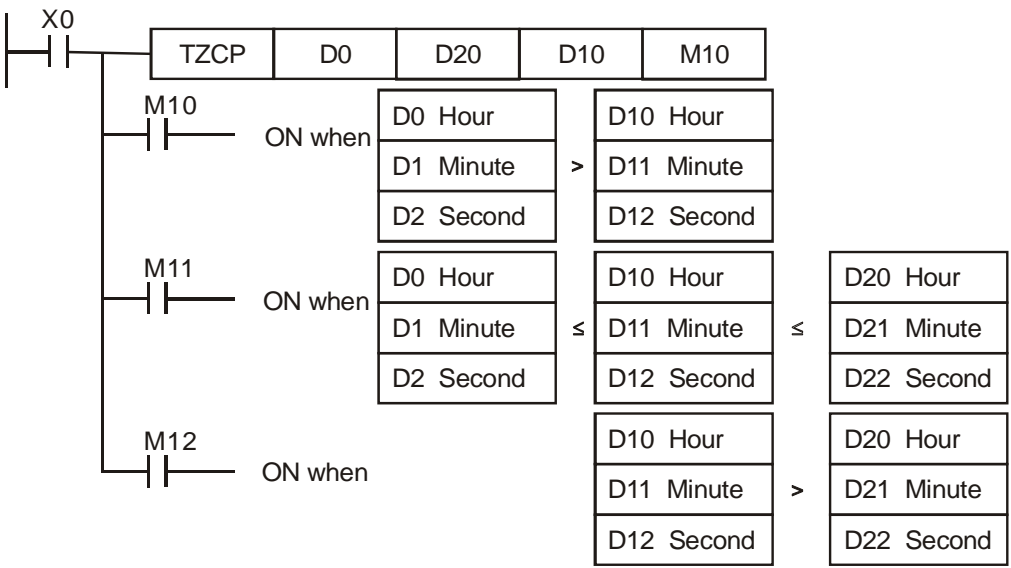 X0
TZCP D0 D20 D10 M10
M10
ON when
D0 Hour
D1 Minute
D2 Second
>
D10 Hour
D11 Minute
D12 Second
M11
ON when
D0 Hour
D1 Minute
D2 Second
≤
D10 Hour
D11 Minute
D12 Second
≤
D20 Hour
D21 Minute
D22 Second
M12
ON when
D10 Hour
D11 Minute
D12 Second
>
D20 Hour
D21 Minute
D22 Second